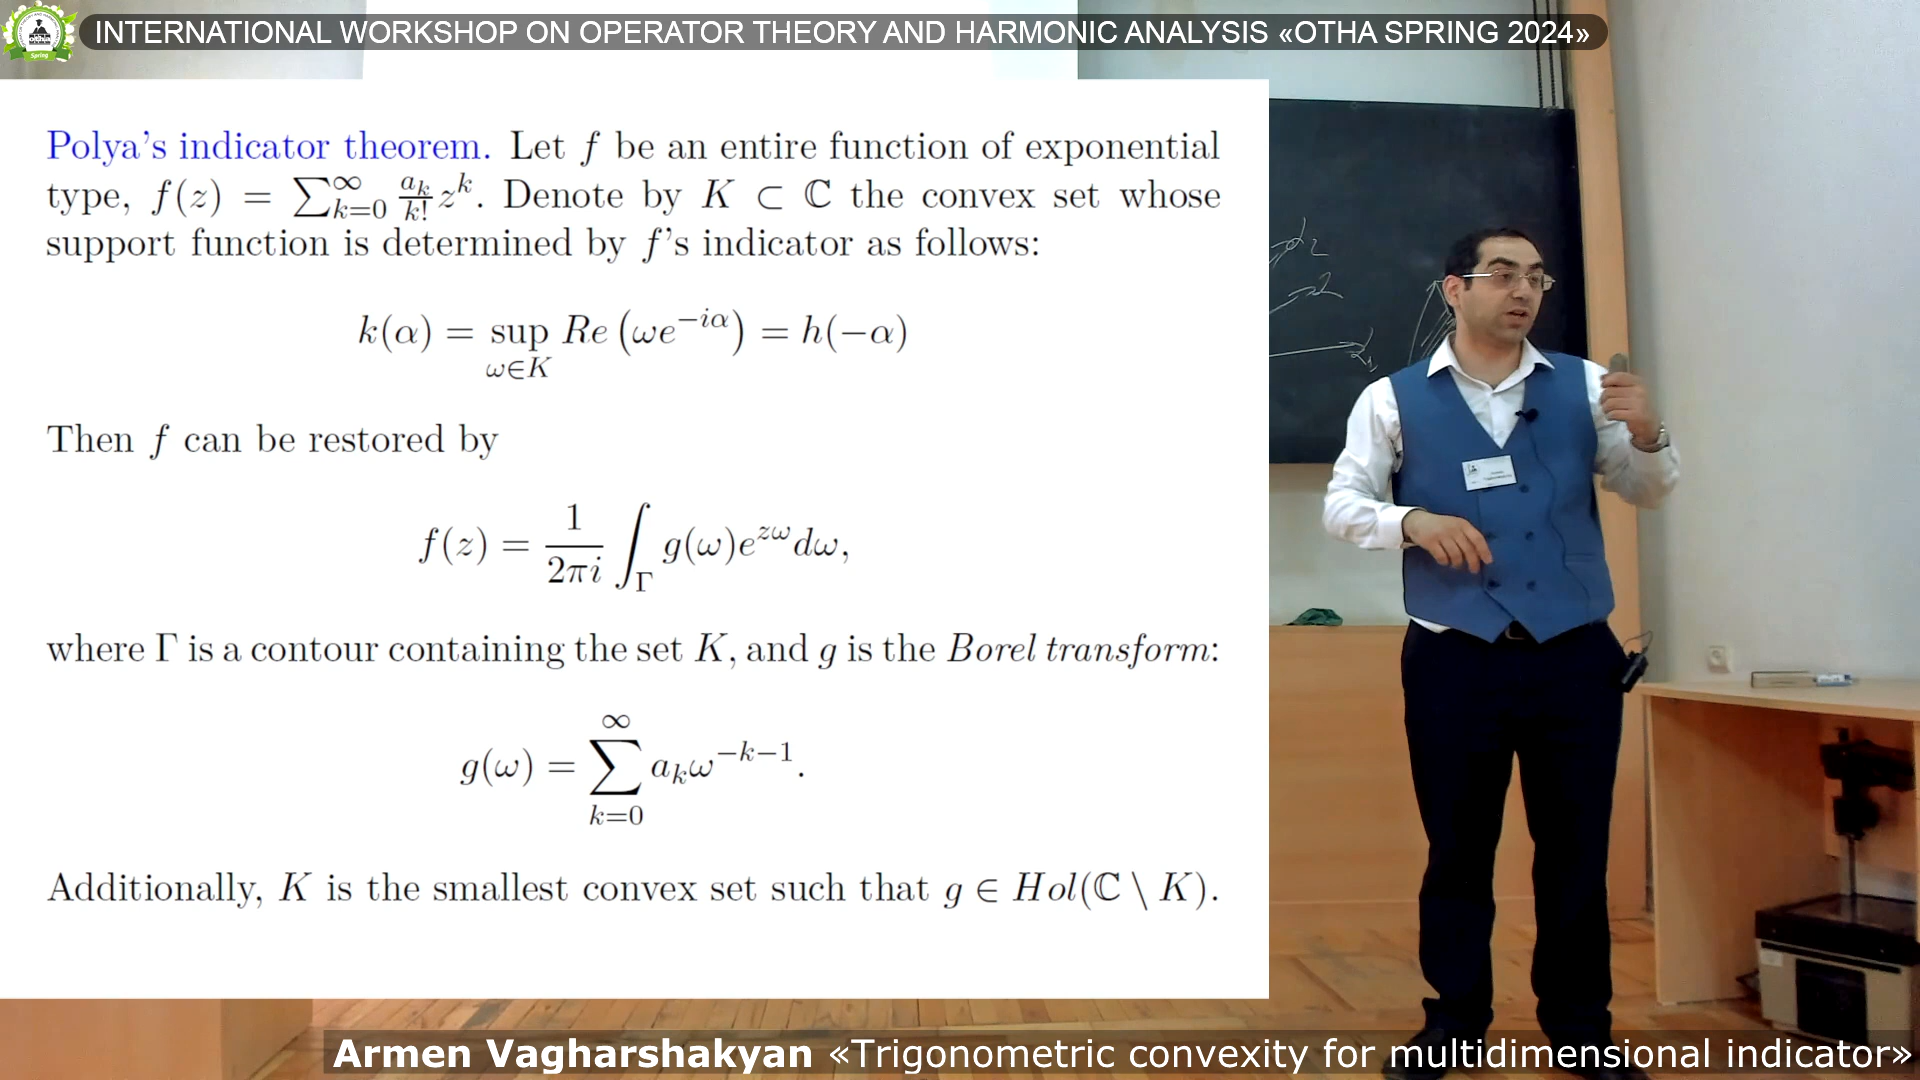 INTERNATIONAL WORKSHOP ON OPERATOR THEORY AND HARMONIC ANALYSIS «OTHA SPRING 2024»
otha
Spring
Polya's indicator theorem. Let f be an entire function of exponential
type, f(z) = ∑_{k=0}^{∞} \frac{a_k}{k!} z^k. Denote by K ⊂ ℂ the convex set whose
support function is determined by f's indicator as follows:
k(α) = sup_{ω∈K} Re (ωe^{−iα}) = h(−α)
Then f can be restored by
f(z) = \frac{1}{2πi} ∫_Γ g(ω)e^{zω}dω,
where Γ is a contour containing the set K, and g is the Borel transform:
g(ω) = ∑_{k=0}^{∞} a_k ω^{−k−1}.
Additionally, K is the smallest convex set such that g ∈ Hol(ℂ \ K).
Armen Vagharshakyan «Trigonometric convexity for multidimensional indicator»